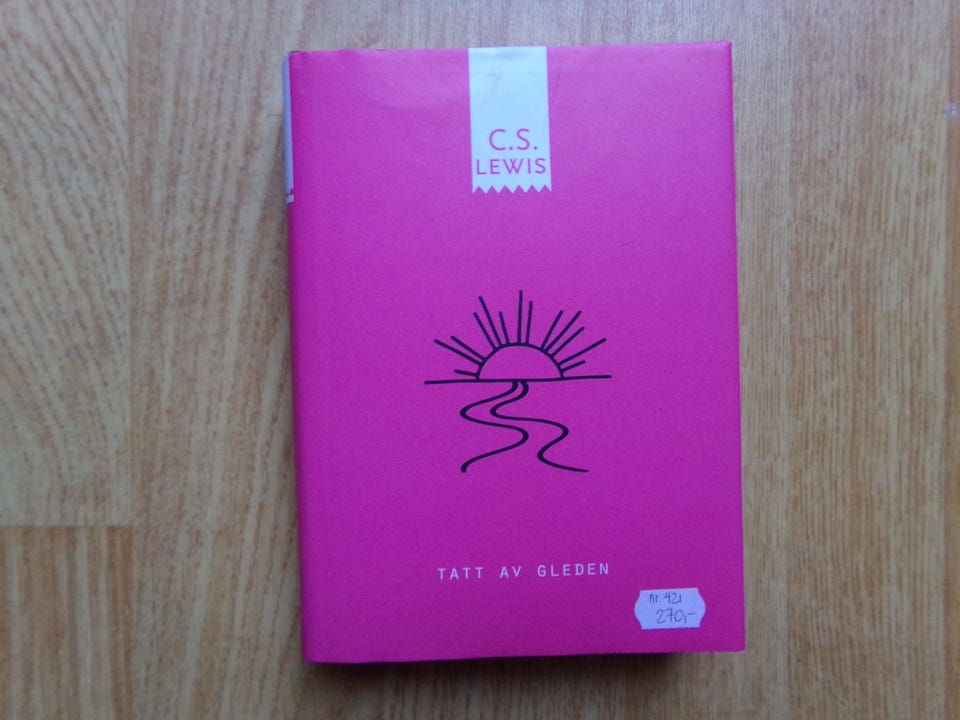 C.S.
LEWIS
TATT AV GLEDEN
nr. 421
270,-